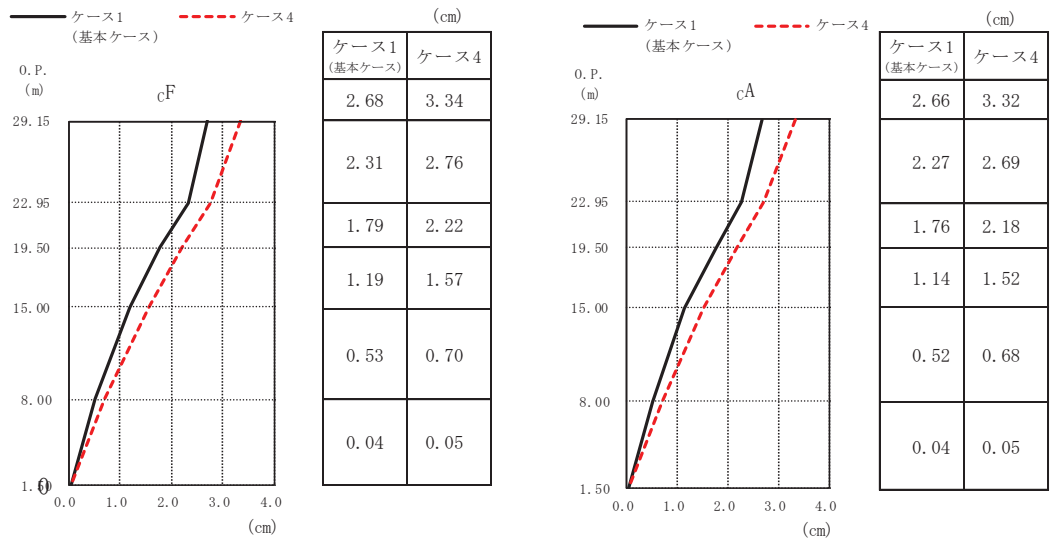 ケース1
(基本ケース)
ケース4
(cm)
O.P.
(m)
CF
29.15
22.95
19.50
15.00
8.00
1.50
0
0.0 1.0 2.0 3.0 4.0
(cm)
ケース1 ケース4
(基本ケース)
2.68 3.34
2.31 2.76
1.79 2.22
1.19 1.57
0.53 0.70
0.04 0.05
ケース1
(基本ケース)
ケース4
(cm)
O.P.
(m)
CA
29.15
22.95
19.50
15.00
8.00
1.50
0.0 1.0 2.0 3.0 4.0
(cm)
ケース1 ケース4
(基本ケース)
2.66 3.32
2.27 2.69
1.76 2.18
1.14 1.52
0.52 0.68
0.04 0.05